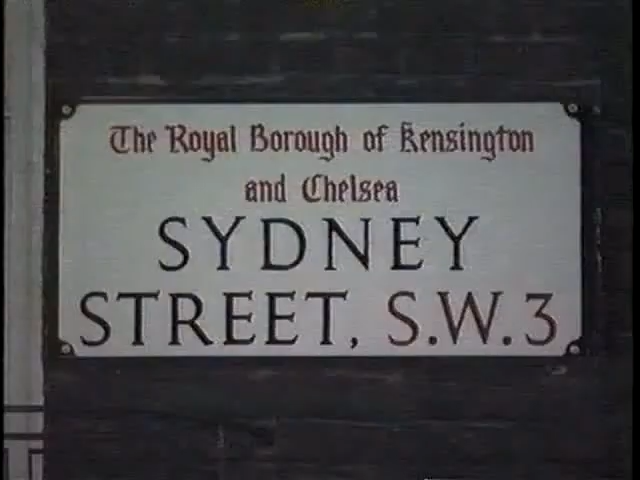 The Royal Borough of Kensington
and Chelsea
SYDNEY
STREET, S.W.3